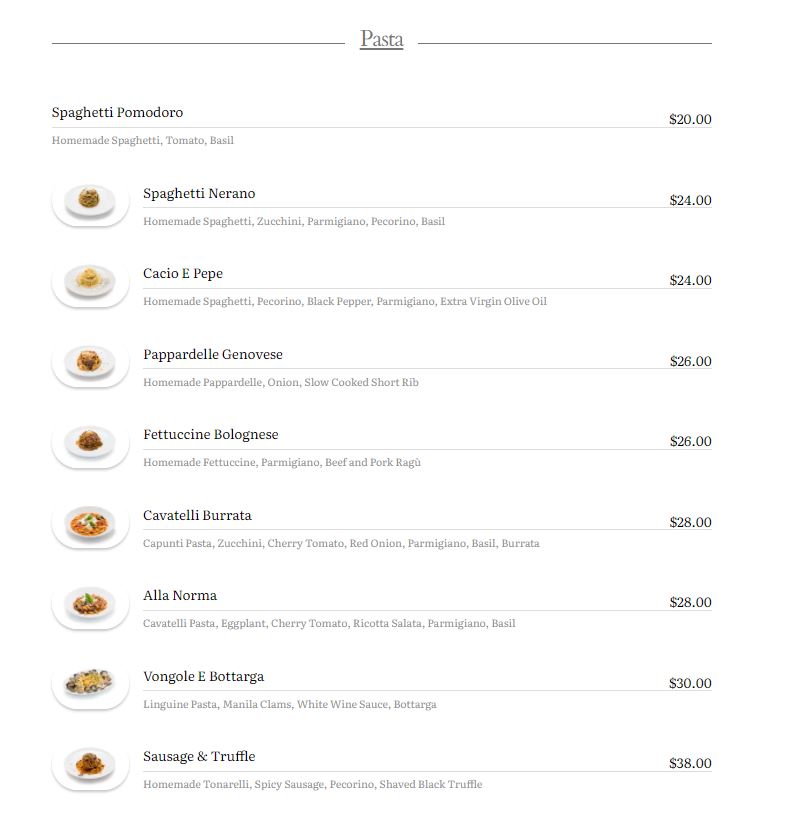 Pasta
Spaghetti Pomodoro
$20.00
Homemade Spaghetti, Tomato, Basil
Spaghetti Nerano
$24.00
Homemade Spaghetti, Zucchini, Parmigiano, Pecorino, Basil
Cacio E Pepe
$24.00
Homemade Spaghetti, Pecorino, Black Pepper, Parmigiano, Extra Virgin Olive Oil
Pappardelle Genovese
$26.00
Homemade Pappardelle, Onion, Slow Cooked Short Rib
Fettuccine Bolognese
$26.00
Homemade Fettuccine, Parmigiano, Beef and Pork Ragù
Cavatelli Burrata
$28.00
Capunti Pasta, Zucchini, Cherry Tomato, Red Onion, Parmigiano, Basil, Burrata
Alla Norma
$28.00
Cavatelli Pasta, Eggplant, Cherry Tomato, Ricotta Salata, Parmigiano, Basil
Vongole E Bottarga
$30.00
Linguine Pasta, Manila Clams, White Wine Sauce, Bottarga
Sausage & Truffle
$38.00
Homemade Tonarelli, Spicy Sausage, Pecorino, Shaved Black Truffle